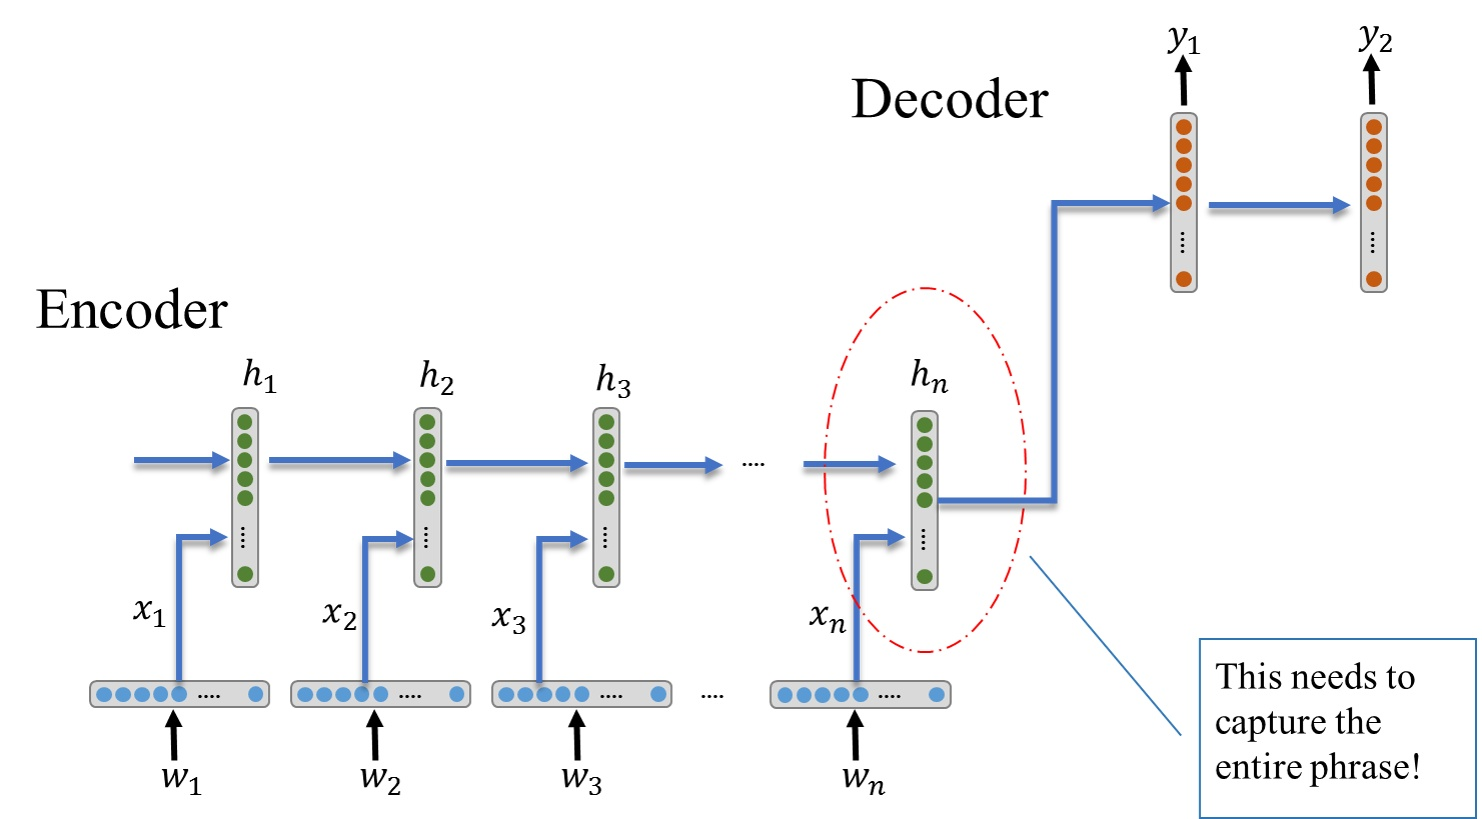 y₁ y₂
Decoder
Encoder
h₁ h₂ h₃ hₙ
....
x₁ x₂ x₃ xₙ
.... .... .... .... ....
This needs to
capture the
entire phrase!
w₁ w₂ w₃ wₙ